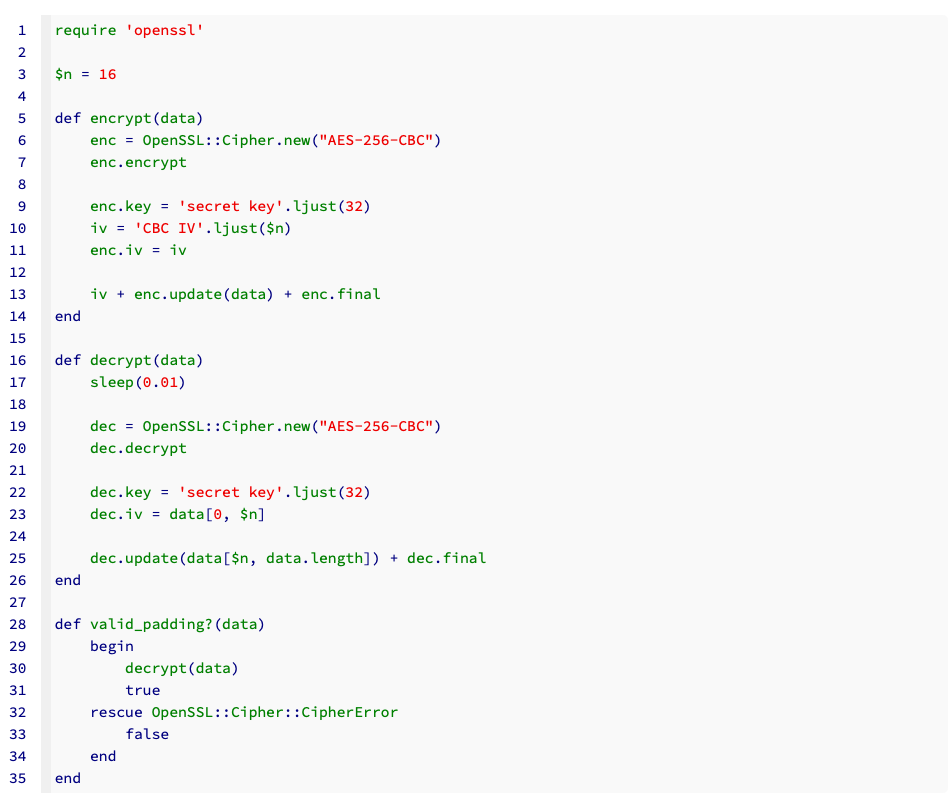 1 require 'openssl'
2
3 $n = 16
4
5 def encrypt(data)
6     enc = OpenSSL::Cipher.new("AES-256-CBC")
7     enc.encrypt
8
9     enc.key = 'secret key'.ljust(32)
10     iv = 'CBC IV'.ljust($n)
11     enc.iv = iv
12
13     iv + enc.update(data) + enc.final
14 end
15
16 def decrypt(data)
17     sleep(0.01)
18
19     dec = OpenSSL::Cipher.new("AES-256-CBC")
20     dec.decrypt
21
22     dec.key = 'secret key'.ljust(32)
23     dec.iv = data[0, $n]
24
25     dec.update(data[$n, data.length]) + dec.final
26 end
27
28 def valid_padding?(data)
29     begin
30         decrypt(data)
31         true
32     rescue OpenSSL::Cipher::CipherError
33         false
34     end
35 end